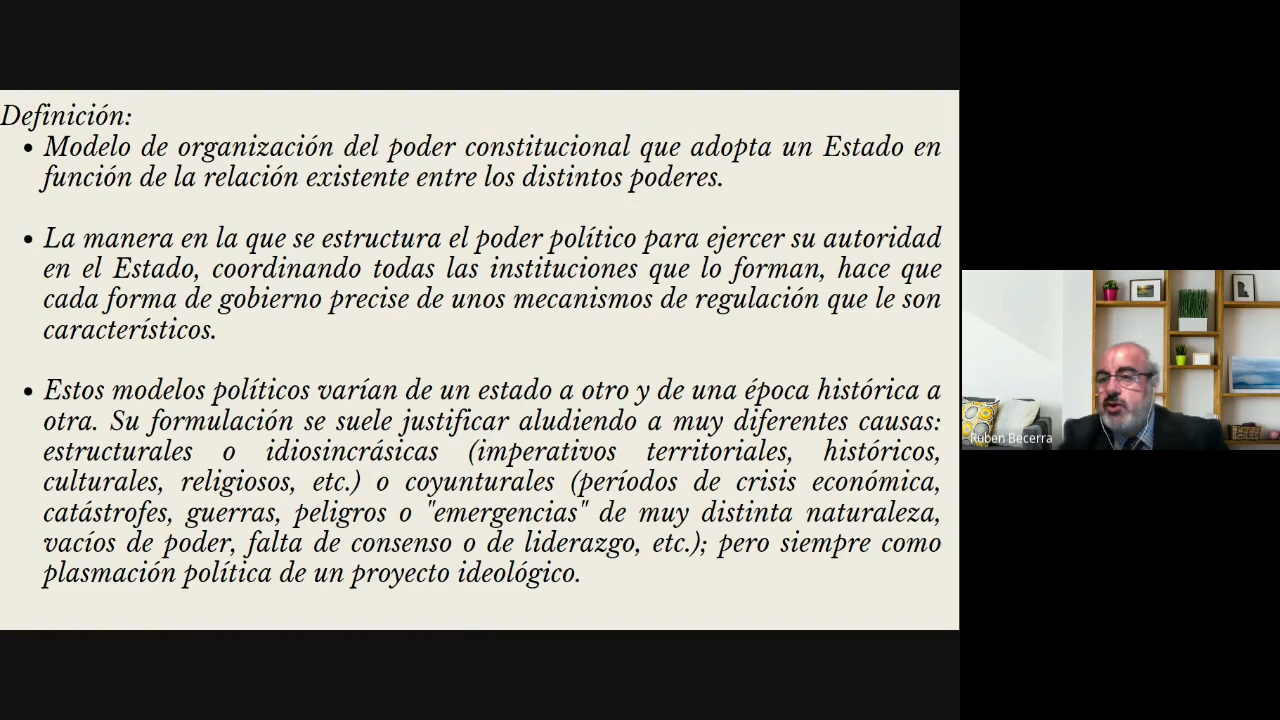 Definición:
• Modelo de organización del poder constitucional que adopta un Estado en
función de la relación existente entre los distintos poderes.
• La manera en la que se estructura el poder político para ejercer su autoridad
en el Estado, coordinando todas las instituciones que lo forman, hace que
cada forma de gobierno precise de unos mecanismos de regulación que le son
característicos.
• Estos modelos políticos varían de un estado a otro y de una época histórica a
otra. Su formulación se suele justificar aludiendo a muy diferentes causas:
estructurales o idiosincrásicas (imperativos territoriales, históricos,
culturales, religiosos, etc.) o coyunturales (períodos de crisis económica,
catástrofes, guerras, peligros o "emergencias" de muy distinta naturaleza,
vacíos de poder, falta de consenso o de liderazgo, etc.); pero siempre como
plasmación política de un proyecto ideológico.
Ruben Becerra